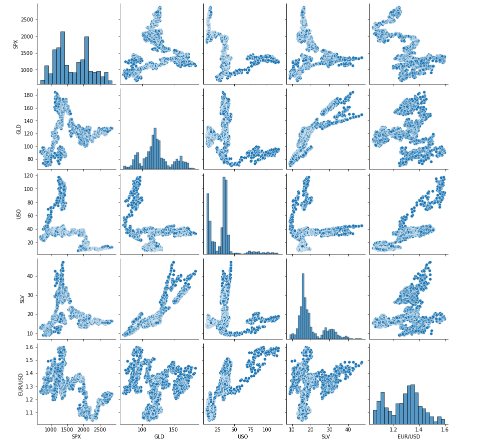 2500
2000
1500
1000
SPX
180
160
140
120
100
80
GLD
120
100
80
60
40
20
USO
40
30
20
10
SLV
1.6
1.5
1.4
1.3
1.2
1.1
EUR/USD
1000 1500 2000 2500
100 150
25 50 75 100
10 20 30 40
1.2 1.4 1.6
SPX
GLD
USO
SLV
EUR/USD